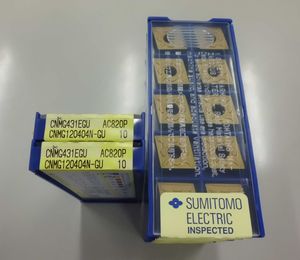 CNMG431EGU AC820P
CNMG120404N-GU 10
CNMG431EGU AC820P
CNMG120404N-GU 10
SUMITOMO
ELECTRIC
INSPECTED